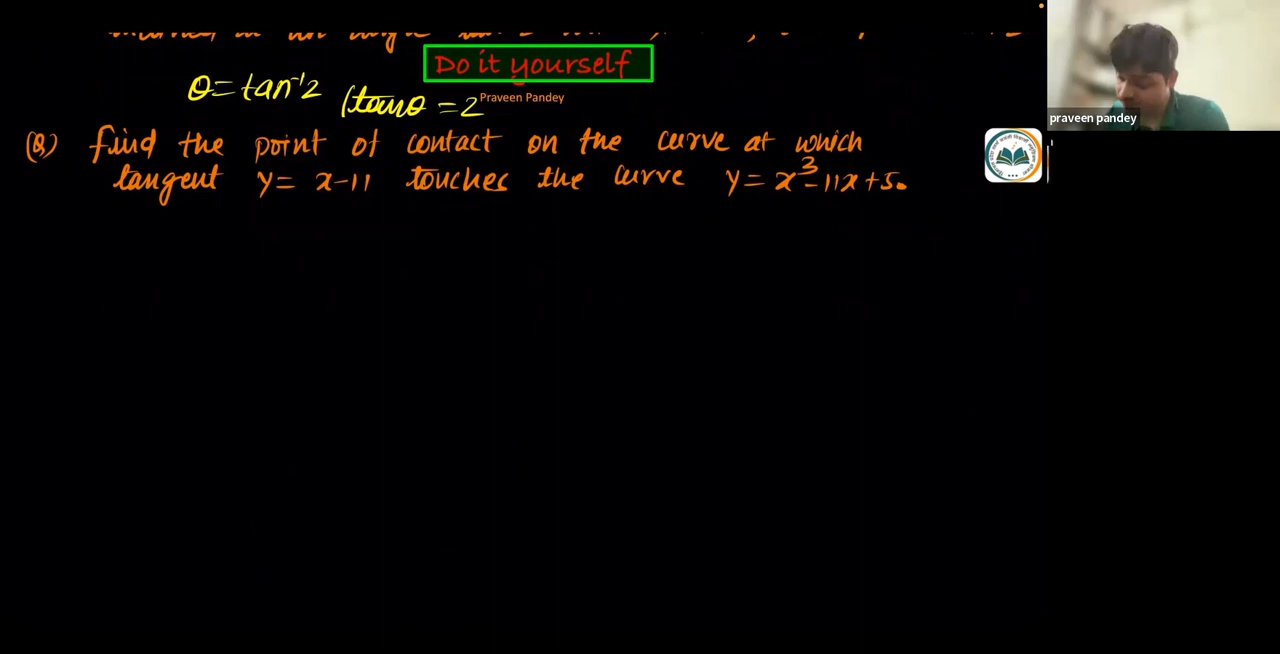 Do it yourself
θ = tan⁻¹2 (tanθ = 2
Praveen Pandey
praveen pandey
(Q) Find the point of contact on the curve at which
tangent y = x-11 touches the curve y = x³-11x+5.